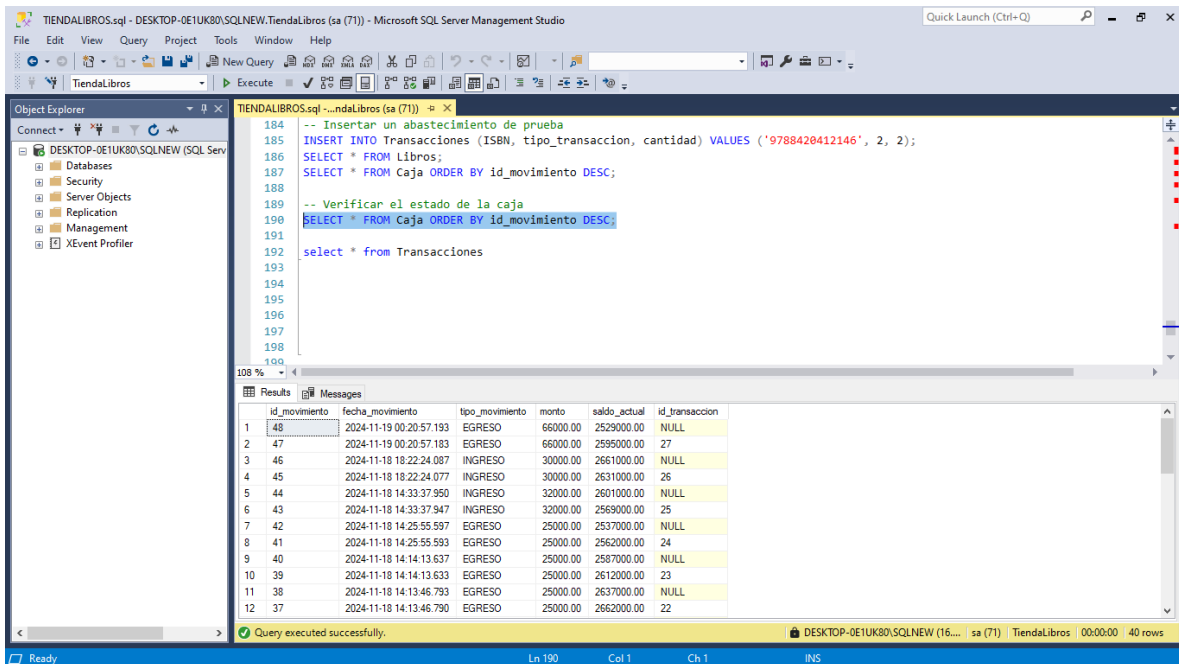 TIENDALIBROS.sql - DESKTOP-0E1UK80\SQLNEW.TiendaLibros (sa (71)) - Microsoft SQL Server Management Studio
Quick Launch (Ctrl+Q)
File Edit View Query Project Tools Window Help
New Query
TiendaLibros
Execute
Object Explorer
TIENDALIBROS.sql -...ndaLibros (sa (71))
Connect
DESKTOP-0E1UK80\SQLNEW (SQL Serv
Databases
Security
Server Objects
Replication
Management
XEvent Profiler
184 -- Insertar un abastecimiento de prueba
185 INSERT INTO Transacciones (ISBN, tipo_transaccion, cantidad) VALUES ('9788420412146', 2, 2);
186 SELECT * FROM Libros;
187 SELECT * FROM Caja ORDER BY id_movimiento DESC;
188
189 -- Verificar el estado de la caja
190 SELECT * FROM Caja ORDER BY id_movimiento DESC;
191
192 select * from Transacciones
193
194
195
196
197
198
199
108 %
Results Messages
id_movimiento fecha_movimiento tipo_movimiento monto saldo_actual id_transaccion
1 48 2024-11-19 00:20:57.193 EGRESO 66000.00 2529000.00 NULL
2 47 2024-11-19 00:20:57.183 EGRESO 66000.00 2595000.00 27
3 46 2024-11-18 18:22:24.087 INGRESO 30000.00 2661000.00 NULL
4 45 2024-11-18 18:22:24.077 INGRESO 30000.00 2631000.00 26
5 44 2024-11-18 14:33:37.950 INGRESO 32000.00 2601000.00 NULL
6 43 2024-11-18 14:33:37.947 INGRESO 32000.00 2569000.00 25
7 42 2024-11-18 14:25:55.597 EGRESO 25000.00 2537000.00 NULL
8 41 2024-11-18 14:25:55.593 EGRESO 25000.00 2562000.00 24
9 40 2024-11-18 14:14:13.637 EGRESO 25000.00 2587000.00 NULL
10 39 2024-11-18 14:14:13.633 EGRESO 25000.00 2612000.00 23
11 38 2024-11-18 14:13:46.793 EGRESO 25000.00 2637000.00 NULL
12 37 2024-11-18 14:13:46.790 EGRESO 25000.00 2662000.00 22
Query executed successfully.
DESKTOP-0E1UK80\SQLNEW (16.... sa (71) TiendaLibros 00:00:00 40 rows
Ready Ln 190 Col 1 Ch 1 INS